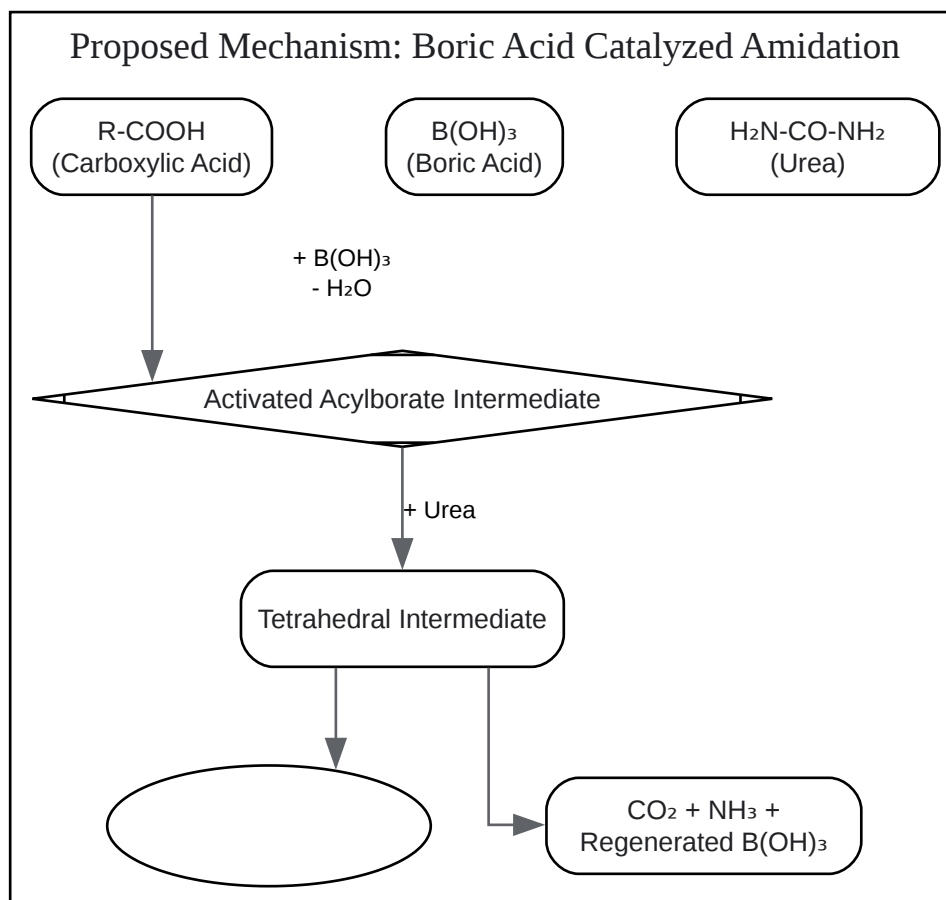 Proposed Mechanism: Boric Acid Catalyzed Amidation
R-COOH
(Carboxylic Acid)
B(OH)₃
(Boric Acid)
H₂N-CO-NH₂
(Urea)
+ B(OH)₃
- H₂O
Activated Acylborate Intermediate
+ Urea
Tetrahedral Intermediate
CO₂ + NH₃ +
Regenerated B(OH)₃